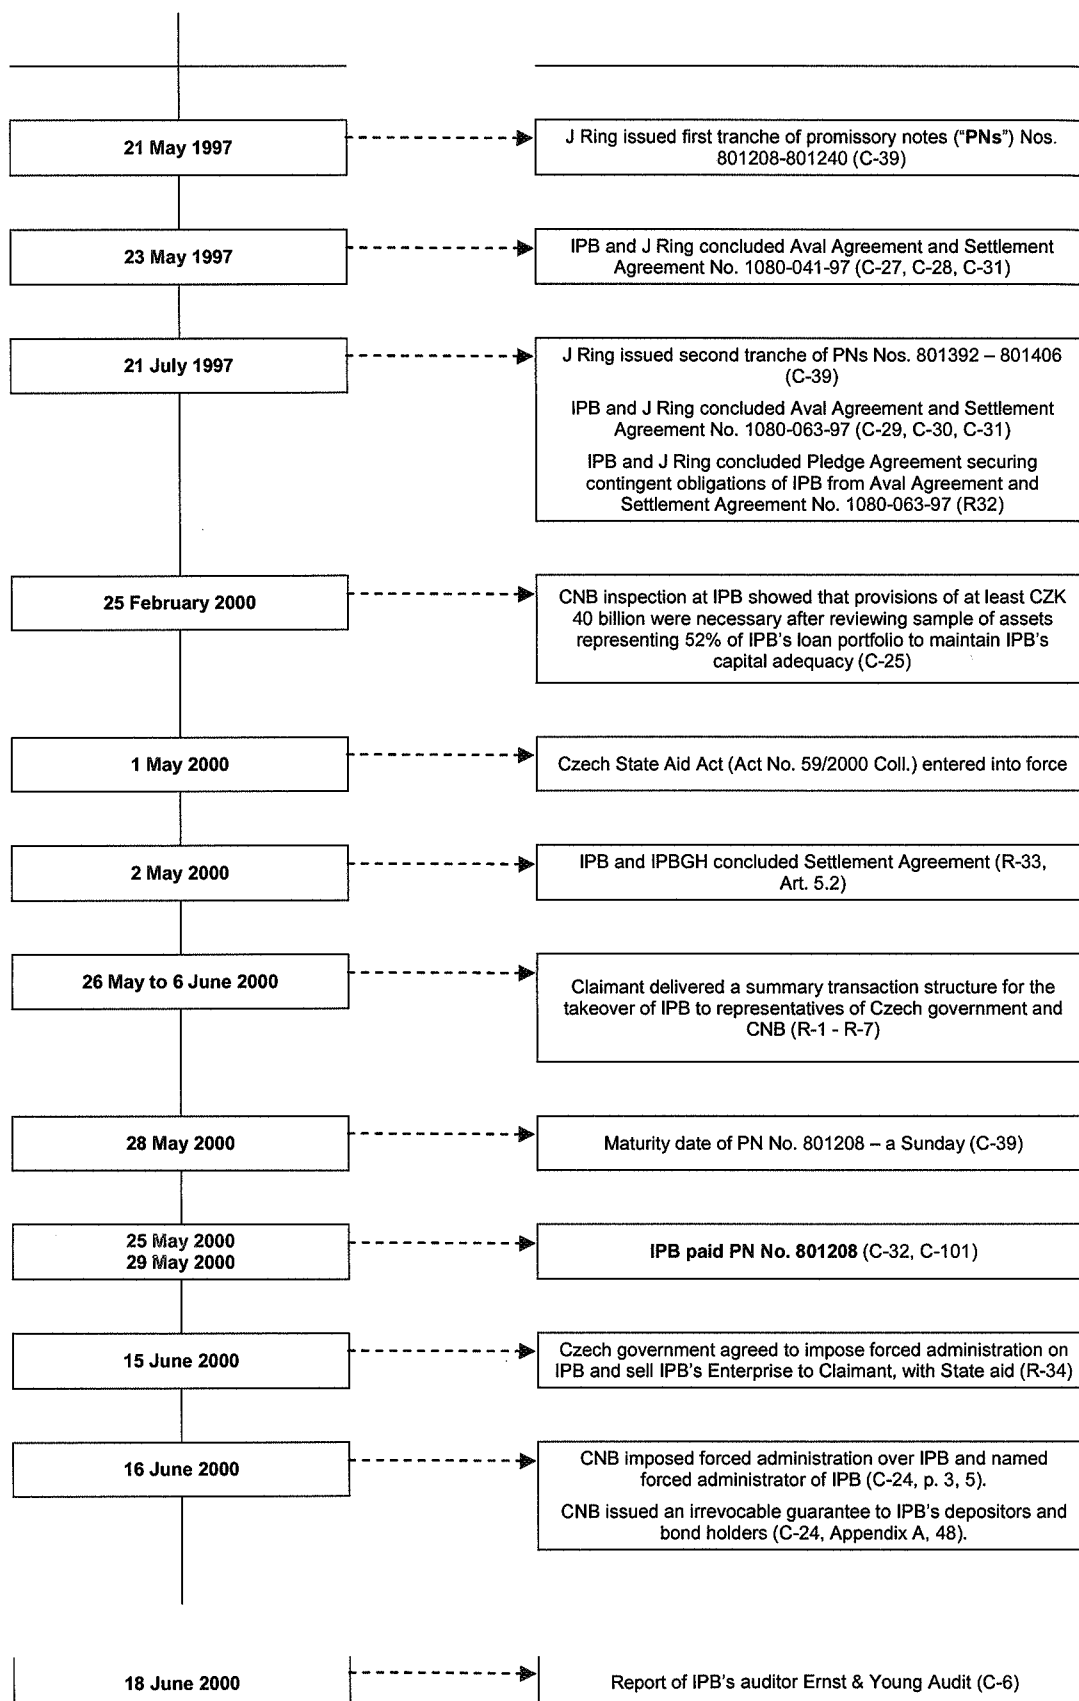 21 May 1997
J Ring issued first tranche of promissory notes ("PNs") Nos.
801208-801240 (C-39)
23 May 1997
IPB and J Ring concluded Aval Agreement and Settlement
Agreement No. 1080-041-97 (C-27, C-28, C-31)
21 July 1997
J Ring issued second tranche of PNs Nos. 801392 – 801406
(C-39)
IPB and J Ring concluded Aval Agreement and Settlement
Agreement No. 1080-063-97 (C-29, C-30, C-31)
IPB and J Ring concluded Pledge Agreement securing
contingent obligations of IPB from Aval Agreement and
Settlement Agreement No. 1080-063-97 (R32)
25 February 2000
CNB inspection at IPB showed that provisions of at least CZK
40 billion were necessary after reviewing sample of assets
representing 52% of IPB's loan portfolio to maintain IPB's
capital adequacy (C-25)
1 May 2000
Czech State Aid Act (Act No. 59/2000 Coll.) entered into force
2 May 2000
IPB and IPBGH concluded Settlement Agreement (R-33,
Art. 5.2)
26 May to 6 June 2000
Claimant delivered a summary transaction structure for the
takeover of IPB to representatives of Czech government and
CNB (R-1 - R-7)
28 May 2000
Maturity date of PN No. 801208 – a Sunday (C-39)
25 May 2000
29 May 2000
IPB paid PN No. 801208 (C-32, C-101)
15 June 2000
Czech government agreed to impose forced administration on
IPB and sell IPB's Enterprise to Claimant, with State aid (R-34)
16 June 2000
CNB imposed forced administration over IPB and named
forced administrator of IPB (C-24, p. 3, 5).
CNB issued an irrevocable guarantee to IPB's depositors and
bond holders (C-24, Appendix A, 48).
18 June 2000
Report of IPB's auditor Ernst & Young Audit (C-6)